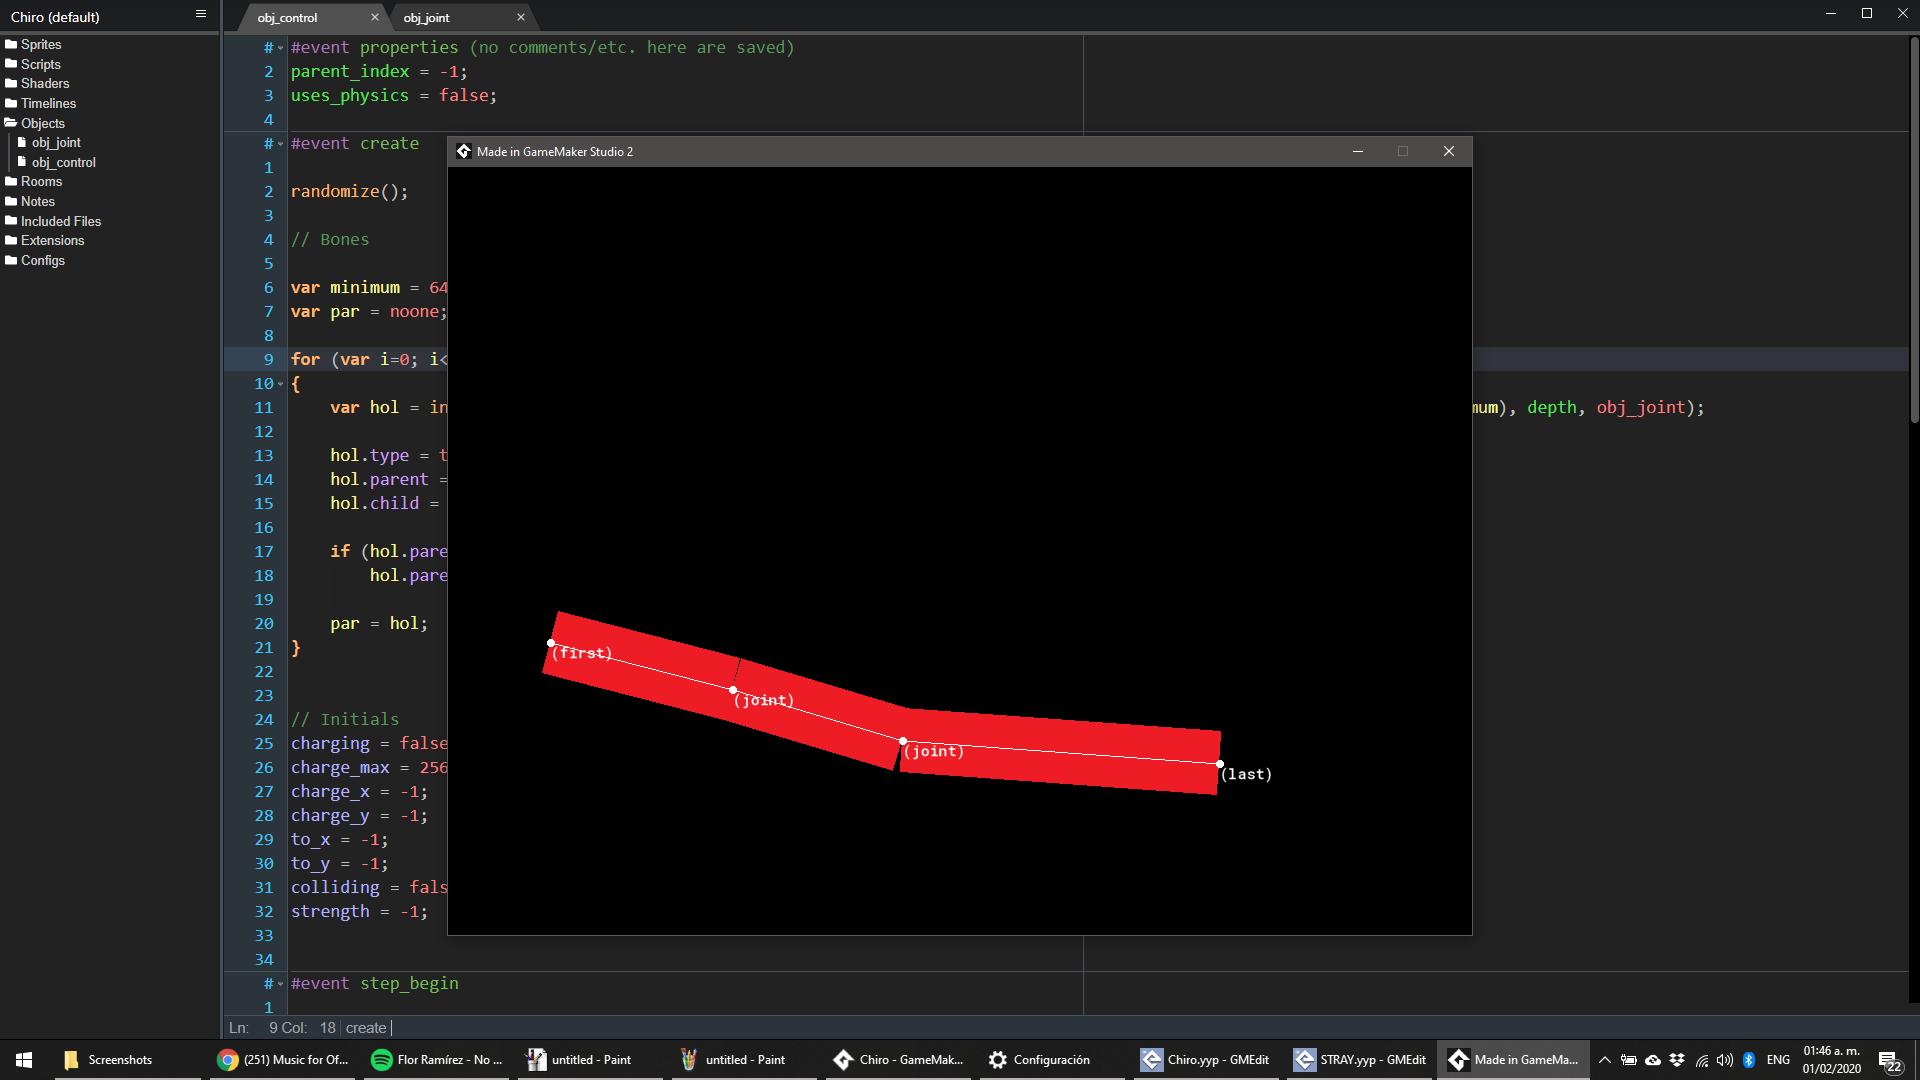 Chiro (default)
obj_control
obj_joint
Sprites
Scripts
Shaders
Timelines
Objects
obj_joint
obj_control
Rooms
Notes
Included Files
Extensions
Configs
# #event properties (no comments/etc. here are saved)
2 parent_index = -1;
3 uses_physics = false;
4
# #event create
1
2 randomize();
3
4 // Bones
5
6 var minimum = 64
7 var par = noone;
8
9 for (var i=0; i<
10 {
11 var hol = in mum), depth, obj_joint);
12
13 hol.type = t
14 hol.parent =
15 hol.child =
16
17 if (hol.pare
18 hol.pare
19
20 par = hol;
21 }
22
23
24 // Initials
25 charging = false
26 charge_max = 256
27 charge_x = -1;
28 charge_y = -1;
29 to_x = -1;
30 to_y = -1;
31 colliding = fals
32 strength = -1;
33
34
# #event step_begin
1
Made in GameMaker Studio 2
(first)
(joint)
(joint)
(last)
Ln: 9 Col: 18 create
Screenshots
(251) Music for Of...
Flor Ramírez - No ...
untitled - Paint
untitled - Paint
Chiro - GameMak...
Configuración
Chiro.yyp - GMEdit
STRAY.yyp - GMEdit
Made in GameMa...
ENG
01:46 a. m.
01/02/2020
22